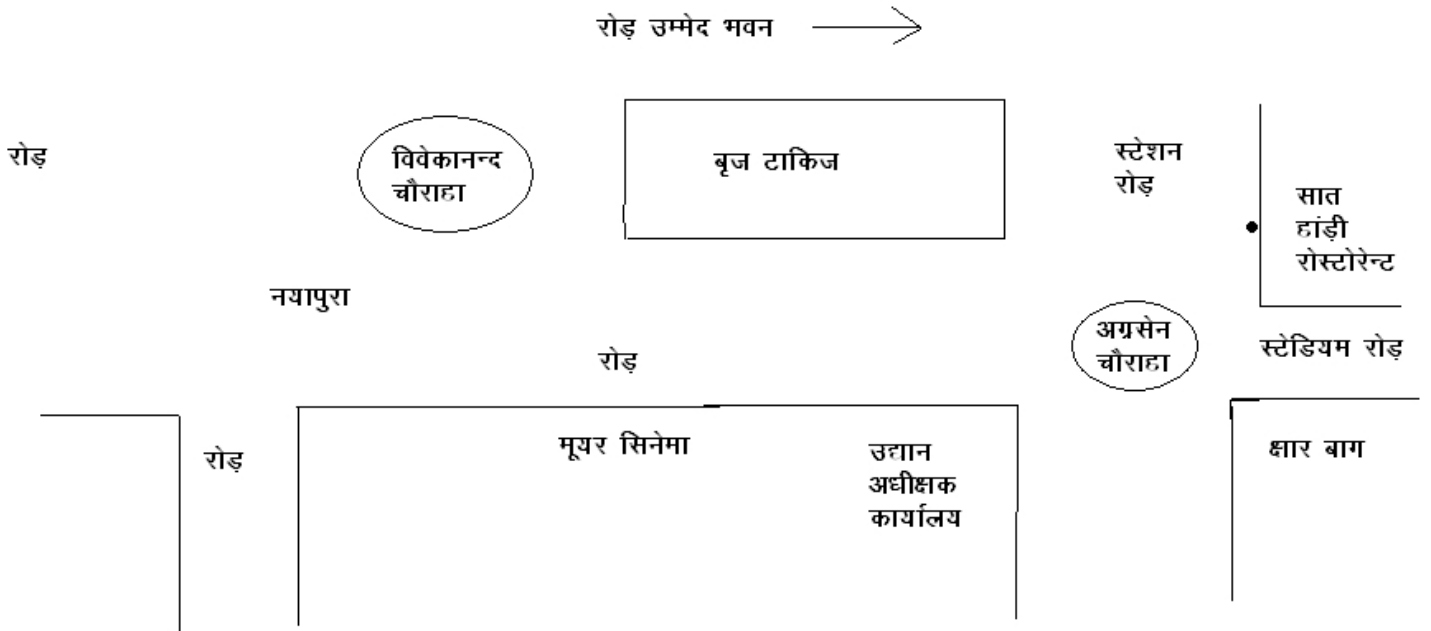 रोड़ उम्मेद भवन
रोड़
विवेकानन्द
चौराहा
बृज टाकिज
स्टेशन
रोड़
सात
हांड़ी
रोस्टोरेन्ट
नयापुरा
रोड़
अग्रसेन
चौराहा
स्टेडियम रोड़
रोड़
मूयर सिनेमा
उद्यान
अधीक्षक
कार्यालय
क्षार बाग